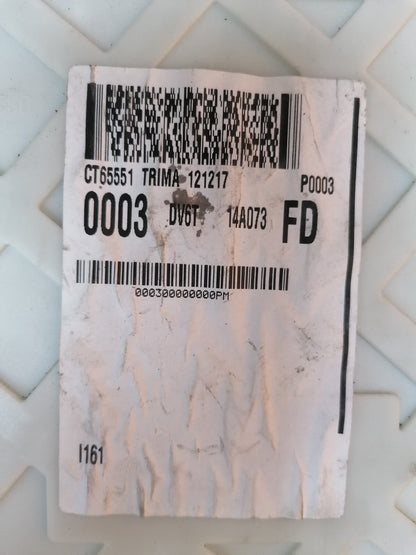 CT65551 TRIMA 121217 P0003
0003 DV6T 14A073 FD
000300000000PM
I161